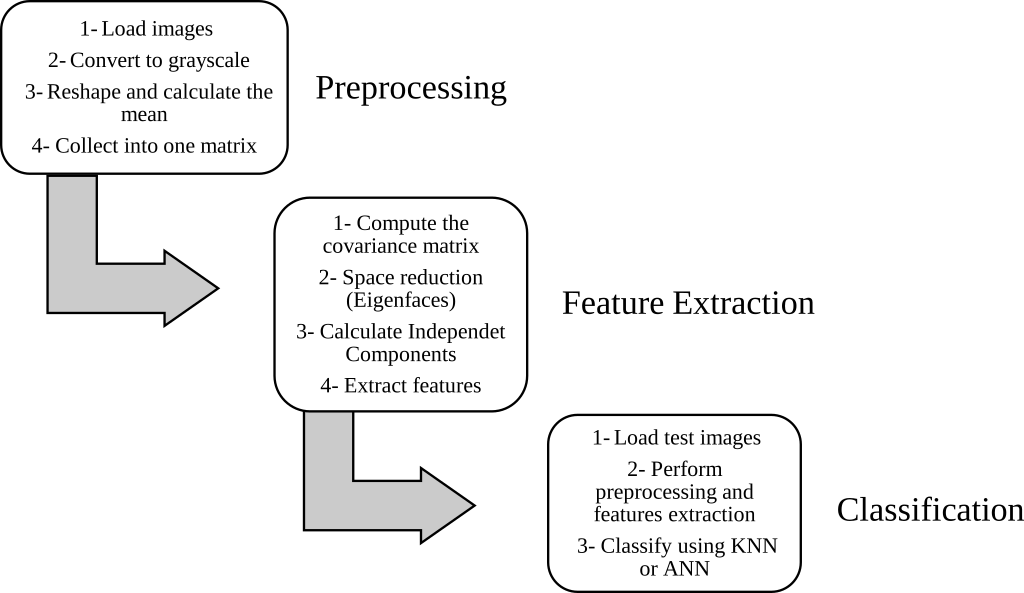 1- Load images
2- Convert to grayscale
3- Reshape and calculate the
mean
4- Collect into one matrix
Preprocessing
1- Compute the
covariance matrix
2- Space reduction
(Eigenfaces)
3- Calculate Independet
Components
4- Extract features
Feature Extraction
1- Load test images
2- Perform
preprocessing and
features extraction
3- Classify using KNN
or ANN
Classification